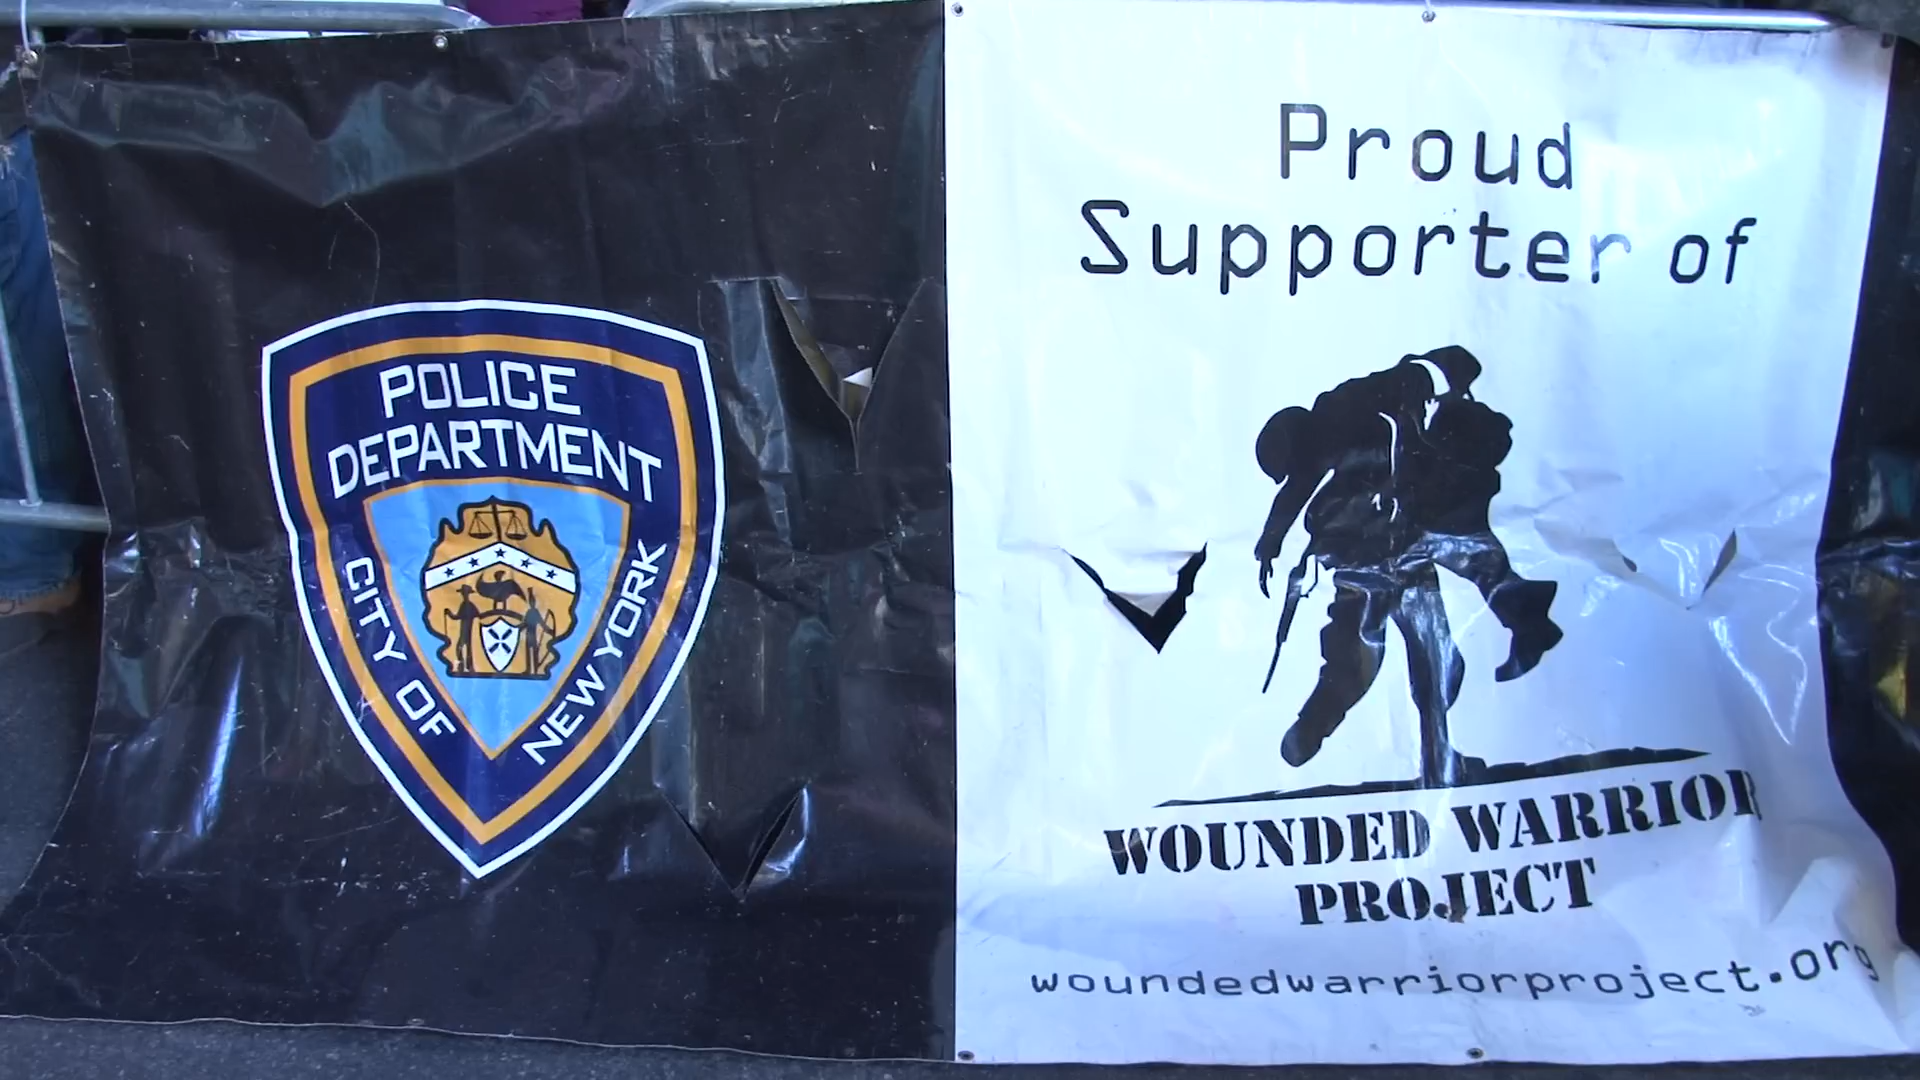 POLICE
DEPARTMENT
CITY OF
NEW YORK
Proud
Supporter of
WOUNDED WARRIOR
PROJECT
woundedwarriorproject.org